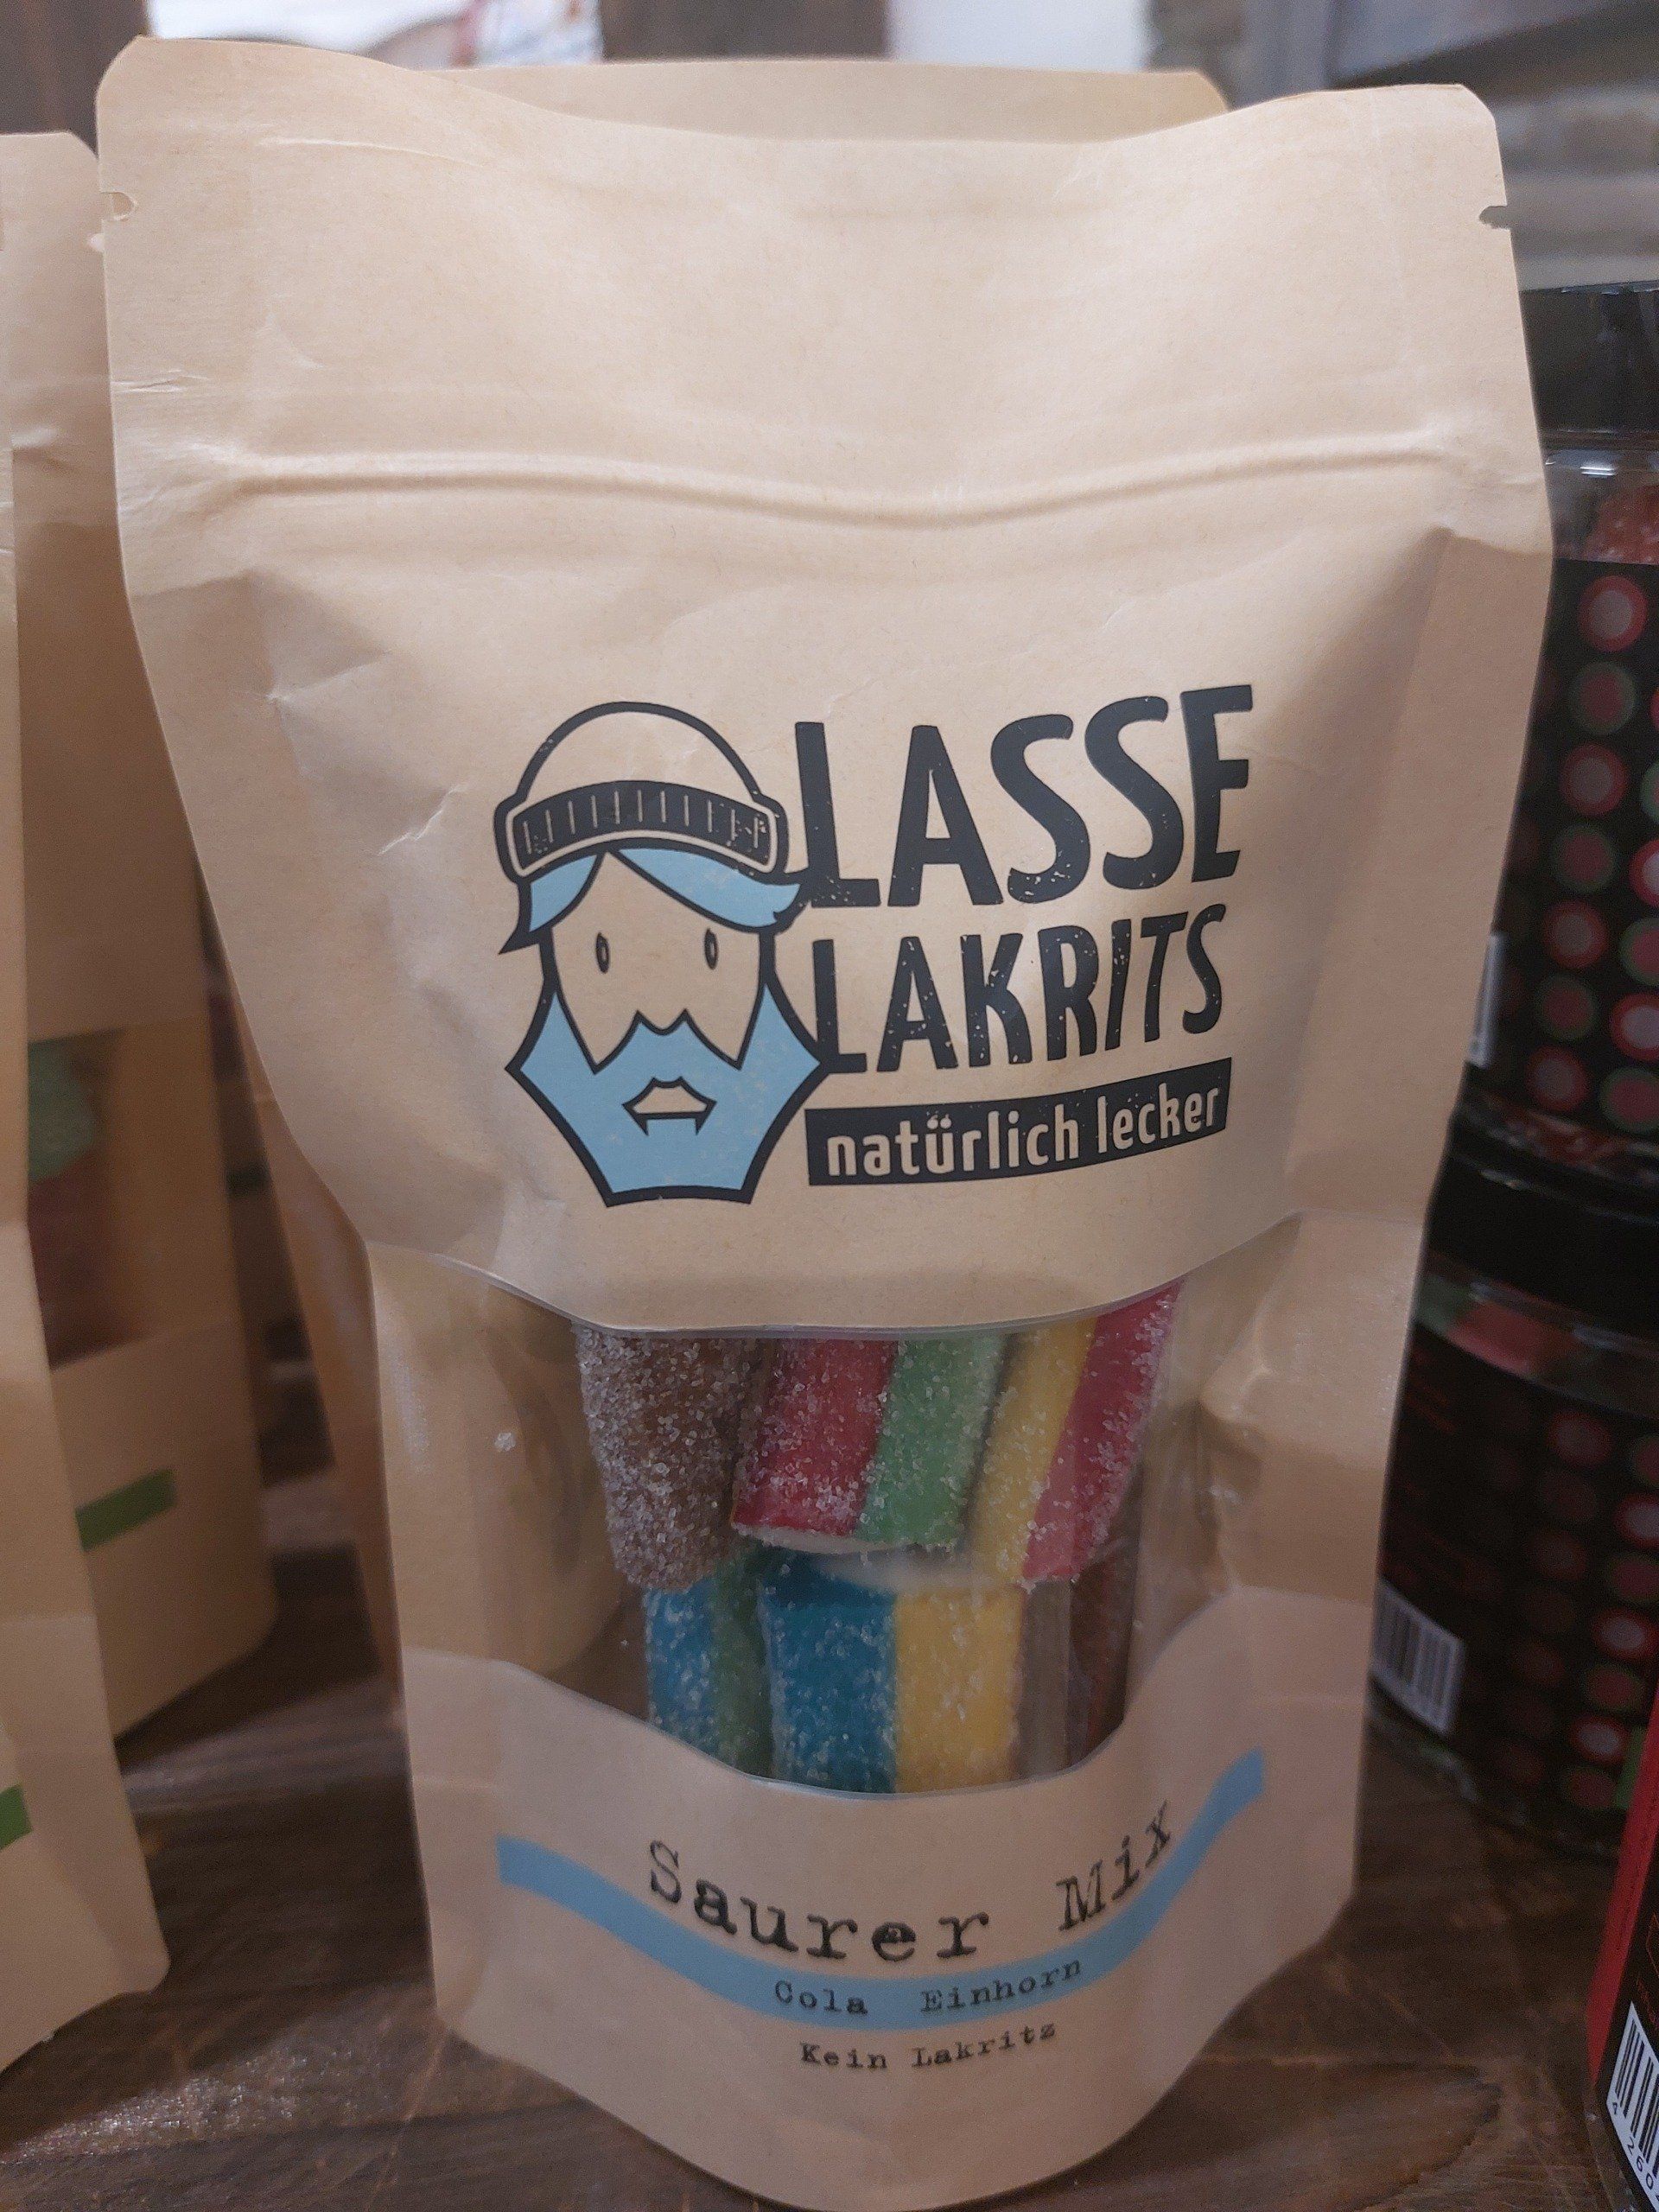 LASSE
LAKRITS
natürlich lecker
Saurer Mix
Cola Einhorn
Kein Lakritz